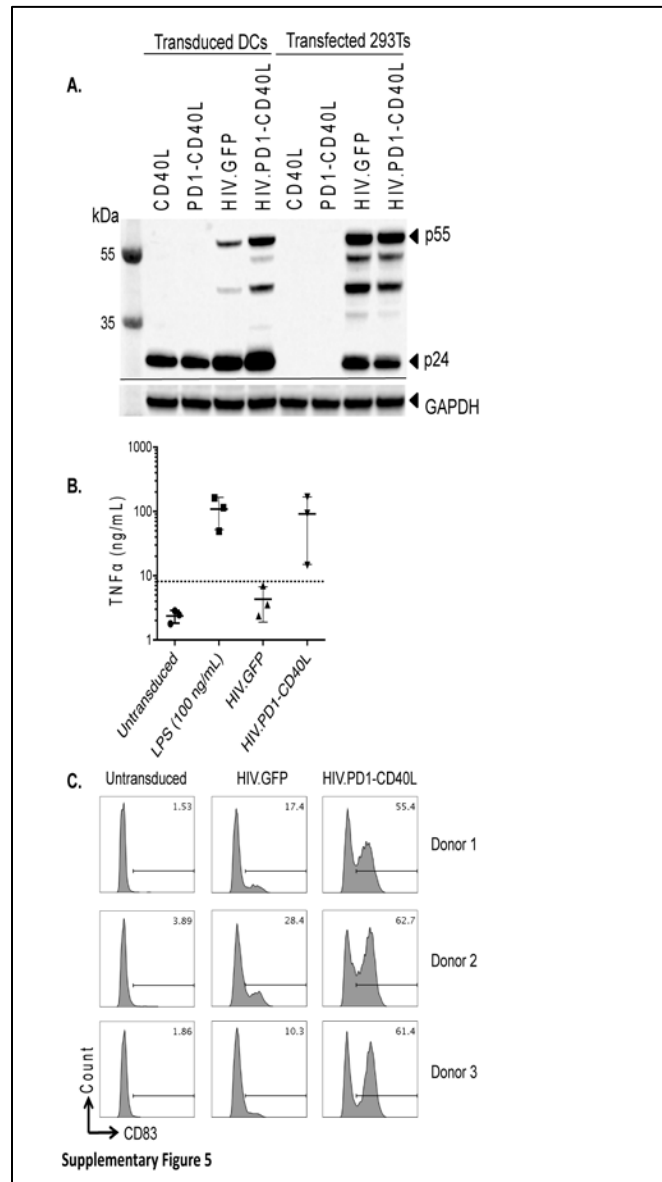 Transduced DCs Transfected 293Ts
A.
CD40L PD1-CD40L HIV.GFP HIV.PD1-CD40L CD40L PD1-CD40L HIV.GFP HIV.PD1-CD40L
kDa
55
35
p55
p24
GAPDH
B.
TNFα (ng/mL)
1000
100
10
1
Untransduced LPS (100 ng/mL) HIV.GFP HIV.PD1-CD40L
C.
Untransduced HIV.GFP HIV.PD1-CD40L
1.53 17.4 55.4 Donor 1
3.89 28.4 62.7 Donor 2
1.86 10.3 61.4 Donor 3
Count
CD83
Supplementary Figure 5